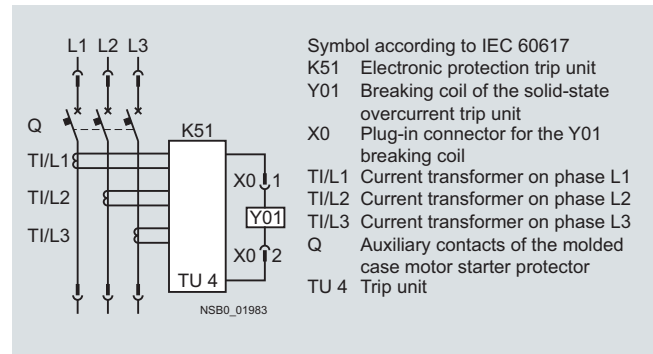 L1 L2 L3
Q
K51
TI/L1
TI/L2
TI/L3
X0 1
Y01
X0 2
TU 4
NSB0_01983
Symbol according to IEC 60617
K51 Electronic protection trip unit
Y01 Breaking coil of the solid-state
overcurrent trip unit
X0 Plug-in connector for the Y01
breaking coil
TI/L1 Current transformer on phase L1
TI/L2 Current transformer on phase L2
TI/L3 Current transformer on phase L3
Q Auxiliary contacts of the molded
case motor starter protector
TU 4 Trip unit